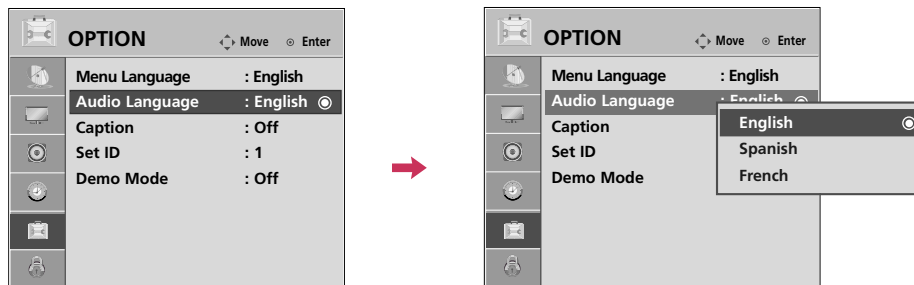 OPTION Move Enter
Menu Language : English
Audio Language : English
Caption : Off
Set ID : 1
Demo Mode : Off
OPTION Move Enter
Menu Language : English
Audio Language : English
Caption
Set ID
Demo Mode
English
Spanish
French